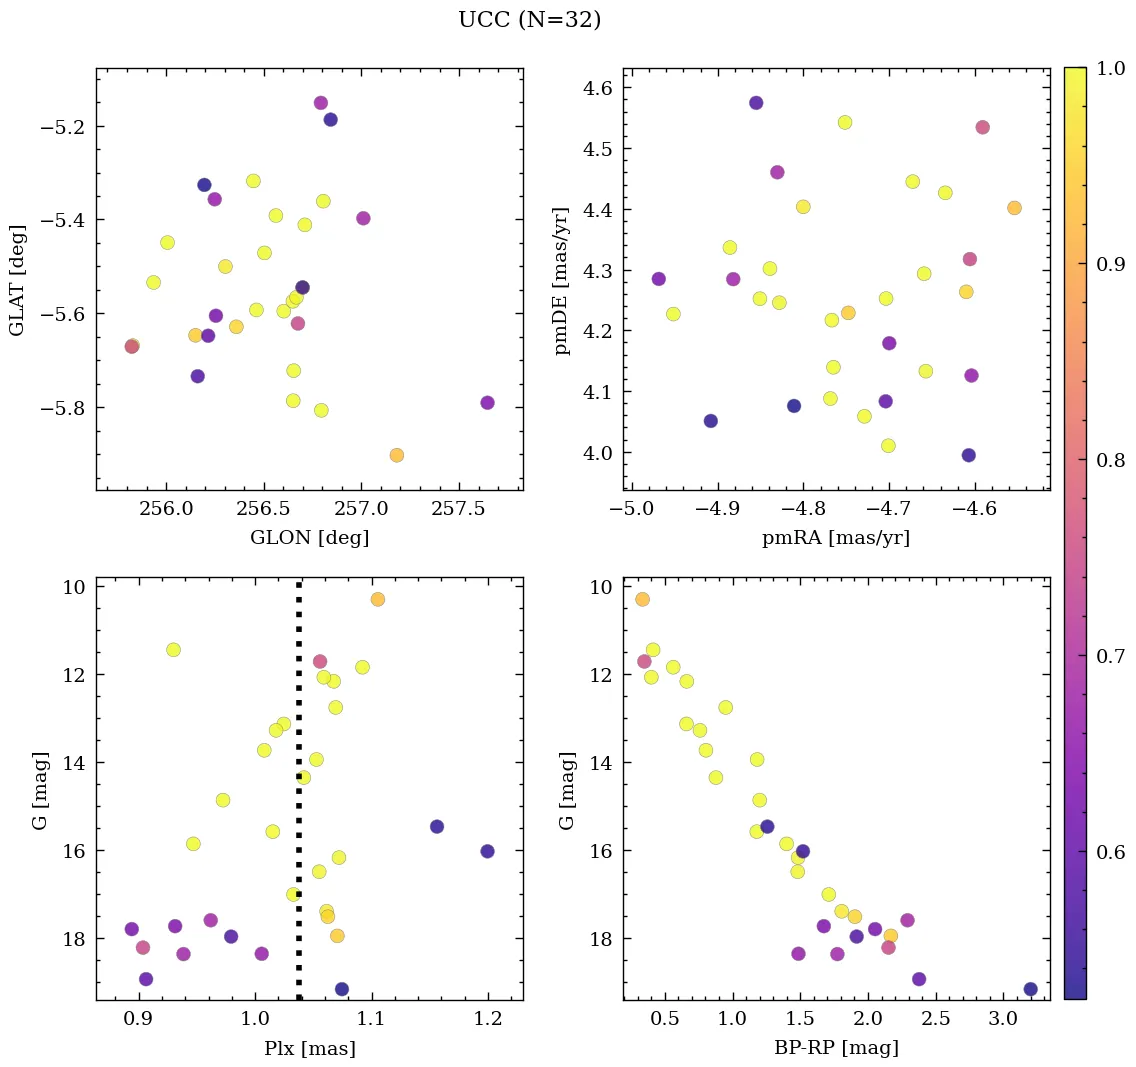 UCC (N=32)
−5.2
−5.4
−5.6
−5.8
GLAT [deg]
256.0 256.5 257.0 257.5
GLON [deg]
4.6
4.5
4.4
4.3
4.2
4.1
4.0
pmDE [mas/yr]
−5.0 −4.9 −4.8 −4.7 −4.6
pmRA [mas/yr]
1.0
0.9
0.8
0.7
0.6
10
12
14
16
18
G [mag]
0.9 1.0 1.1 1.2
Plx [mas]
10
12
14
16
18
G [mag]
0.5 1.0 1.5 2.0 2.5 3.0
BP-RP [mag]